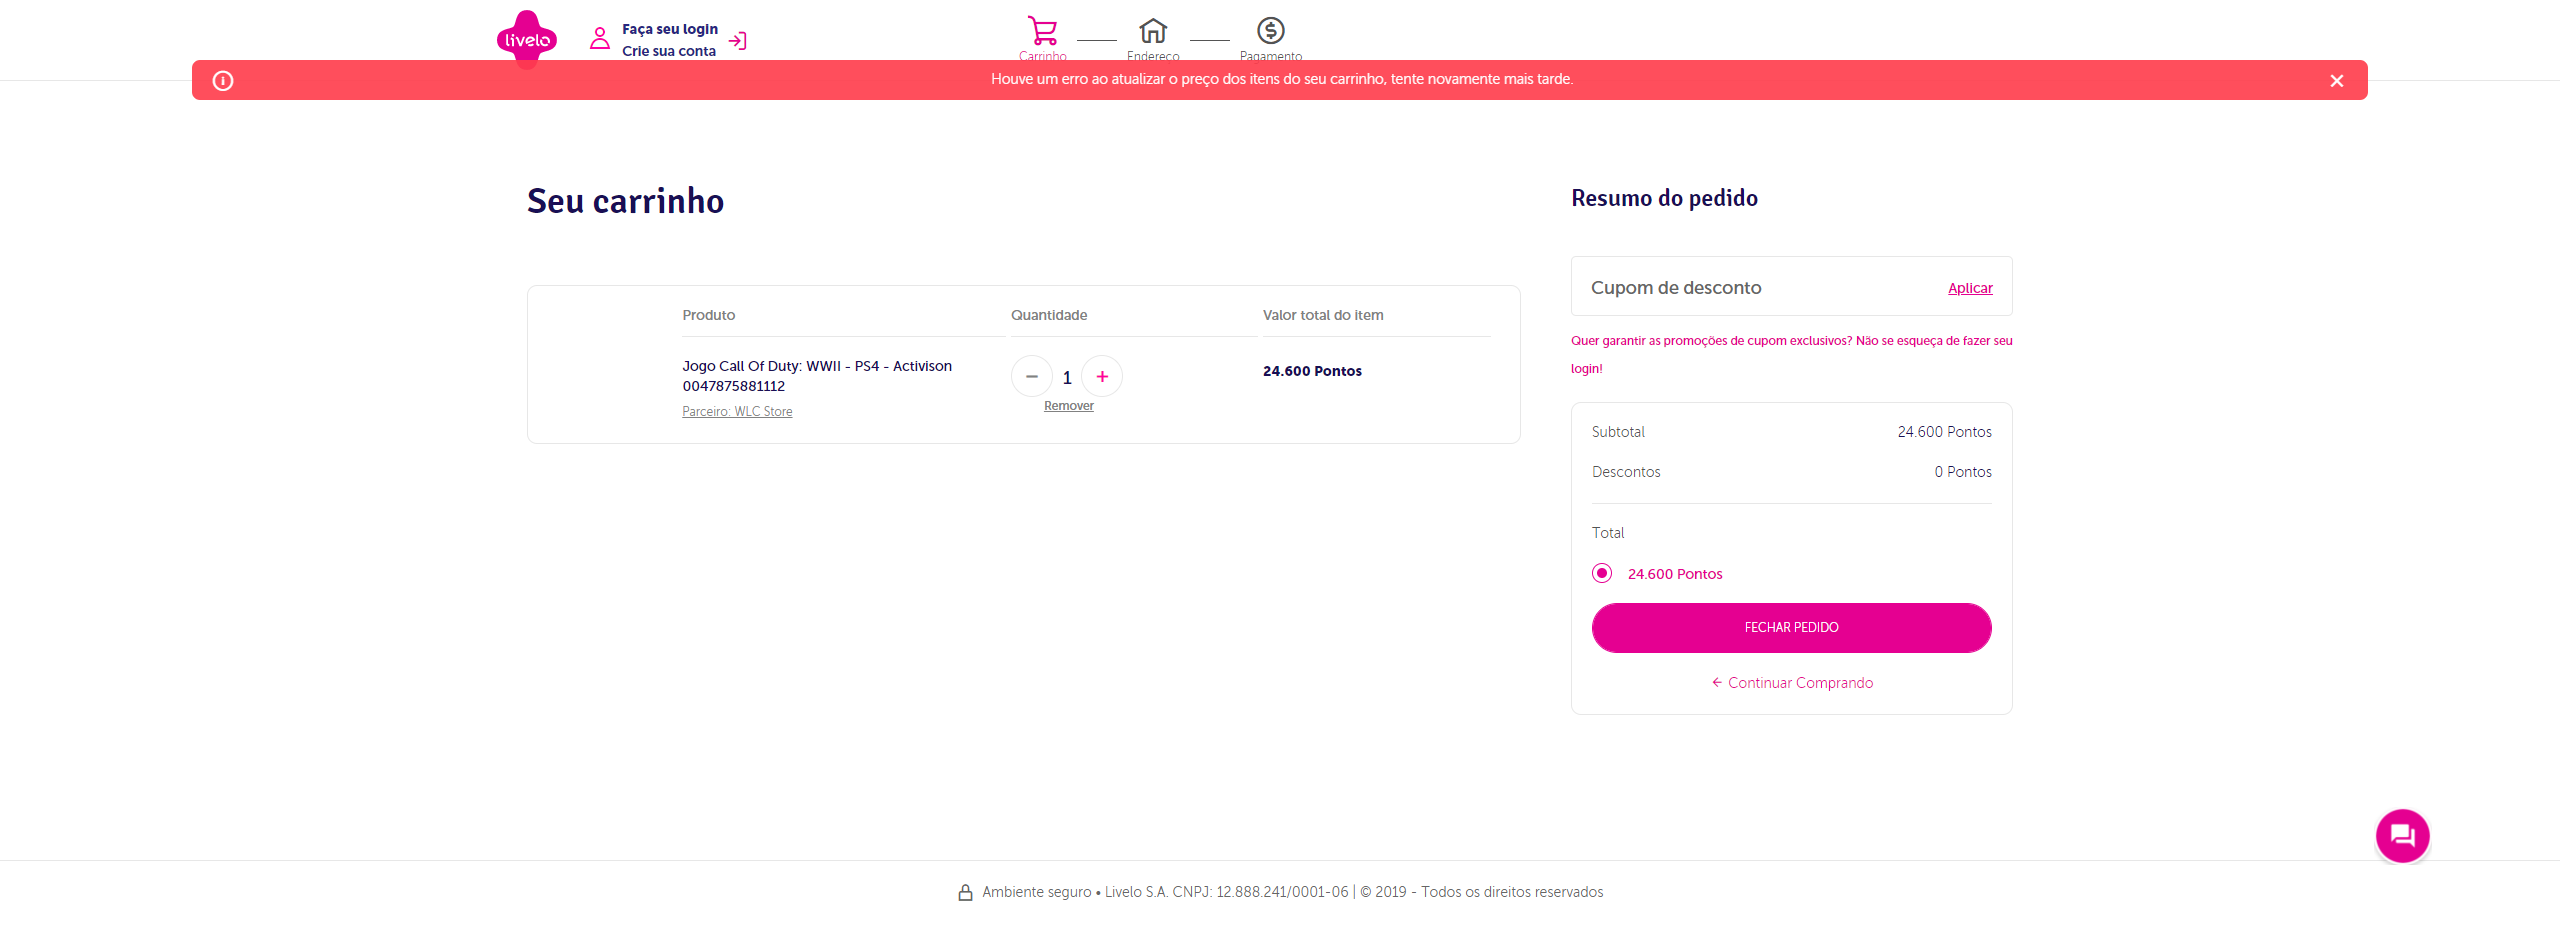 livelo
Faça seu login
Crie sua conta
Carrinho
Endereço
Pagamento
Houve um erro ao atualizar o preço dos itens do seu carrinho, tente novamente mais tarde.
Seu carrinho
Produto Quantidade Valor total do item
Jogo Call Of Duty: WWII - PS4 - Activison
0047875881112
Parceiro: WLC Store
1
Remover
24.600 Pontos
Resumo do pedido
Cupom de desconto Aplicar
Quer garantir as promoções de cupom exclusivos? Não se esqueça de fazer seu
login!
Subtotal 24.600 Pontos
Descontos 0 Pontos
Total
24.600 Pontos
FECHAR PEDIDO
Continuar Comprando
Ambiente seguro • Livelo S.A. CNPJ: 12.888.241/0001-06 | © 2019 - Todos os direitos reservados